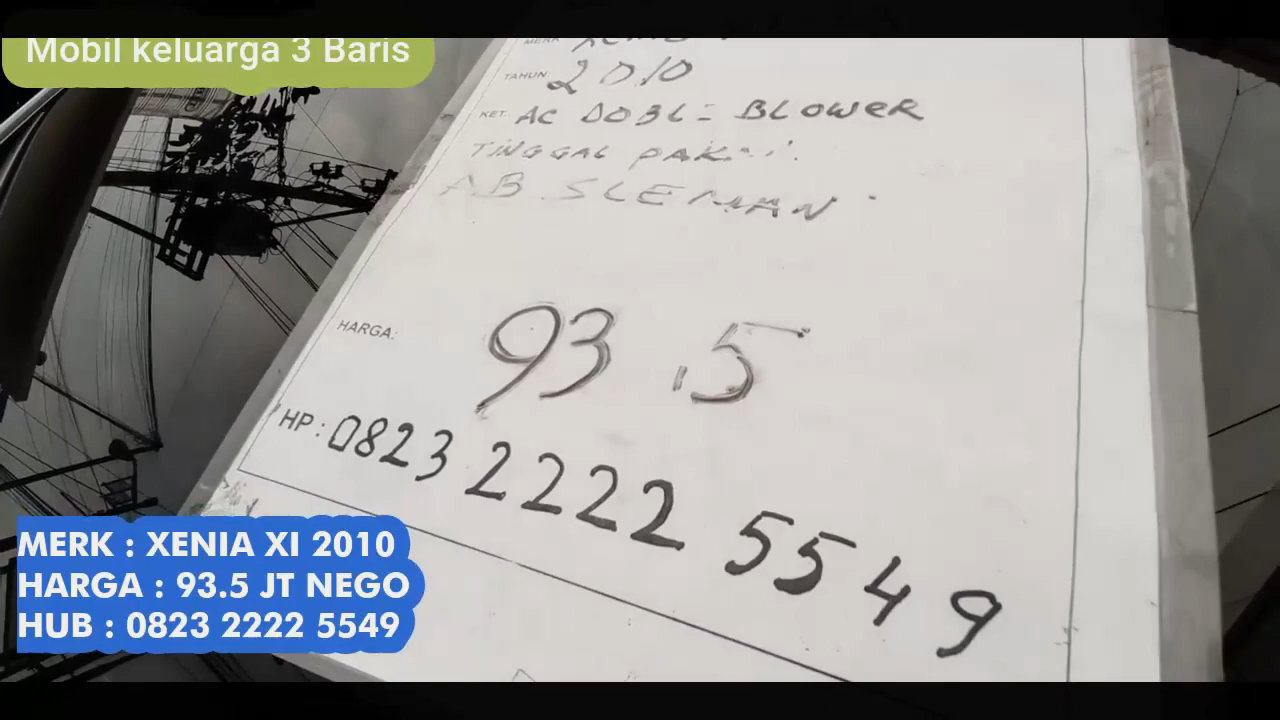 Mobil keluarga 3 Baris
MERK
TAHUN: 2010
KET: AC DOBL = BLOWER
TINGGAL PAKAI
AB SLEMAN
HARGA: 93.5
HP : 0823 2222 5549
MERK : XENIA XI 2010
HARGA : 93.5 JT NEGO
HUB : 0823 2222 5549